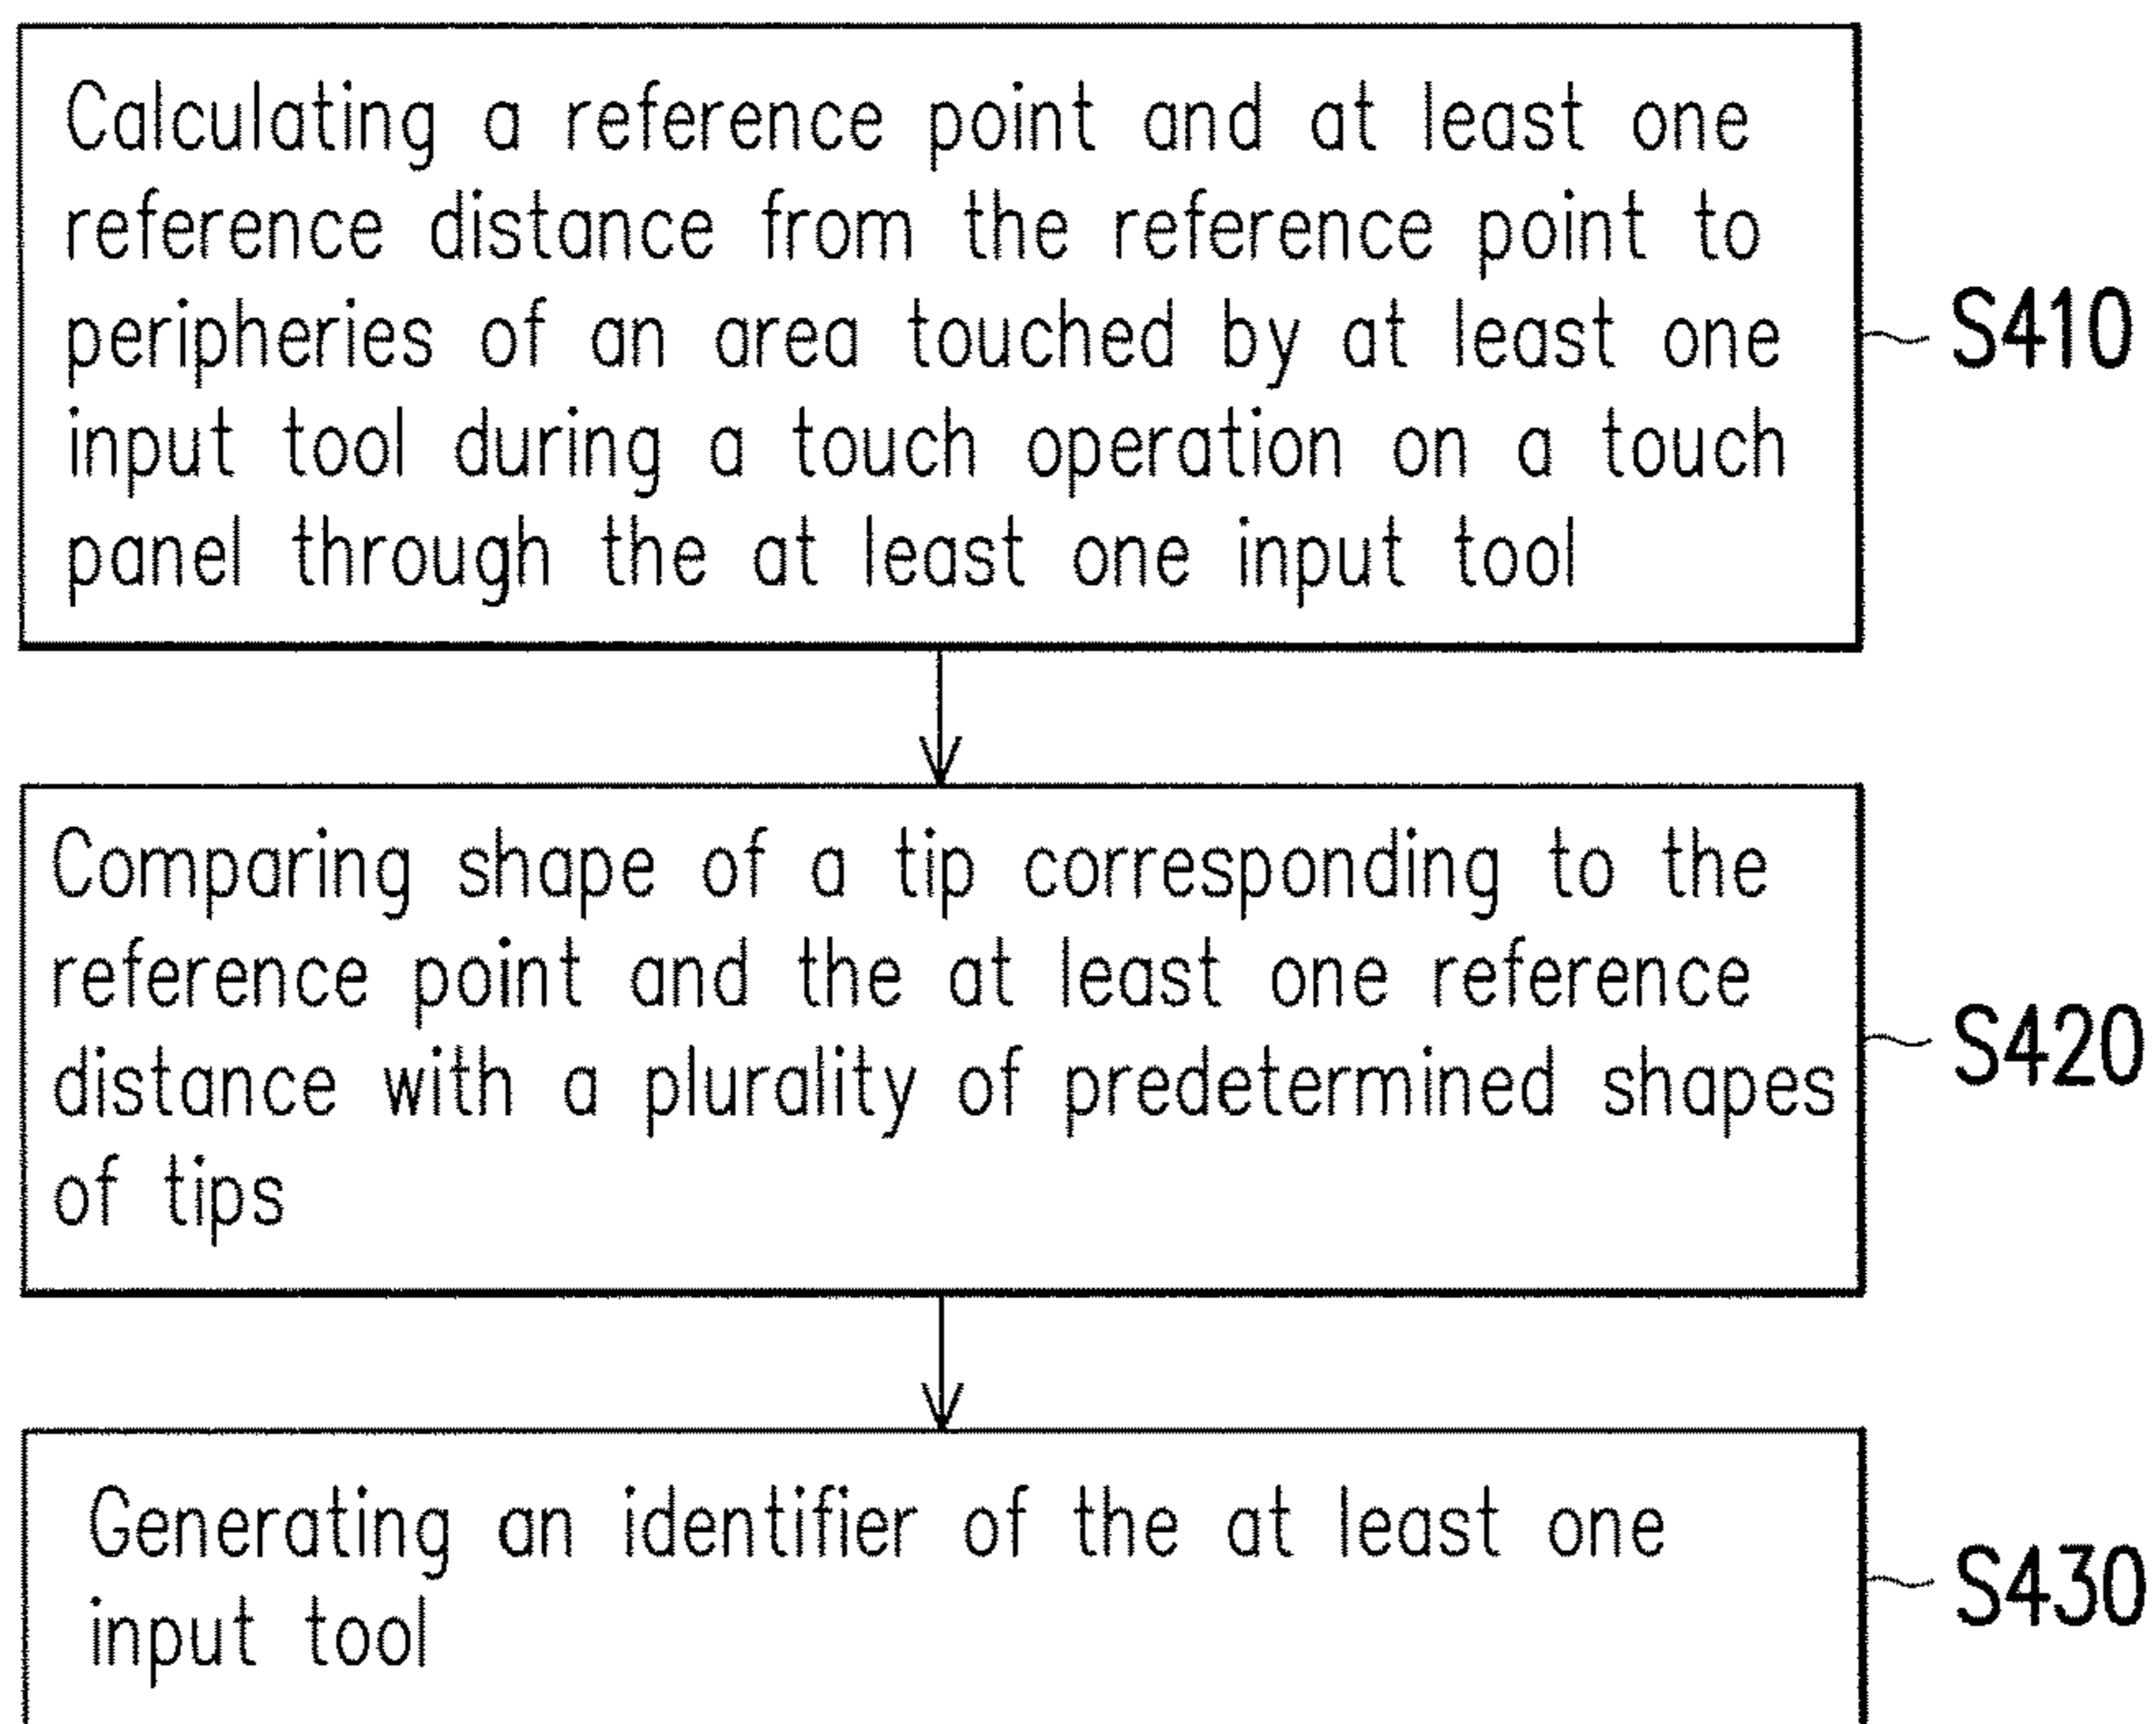 Calculating a reference point and at least one
reference distance from the reference point to
peripheries of an area touched by at least one
input tool during a touch operation on a touch
panel through the at least one input tool
S410
Comparing shape of a tip corresponding to the
reference point and the at least one reference
distance with a plurality of predetermined shapes
of tips
S420
Generating an identifier of the at least one
input tool
S430